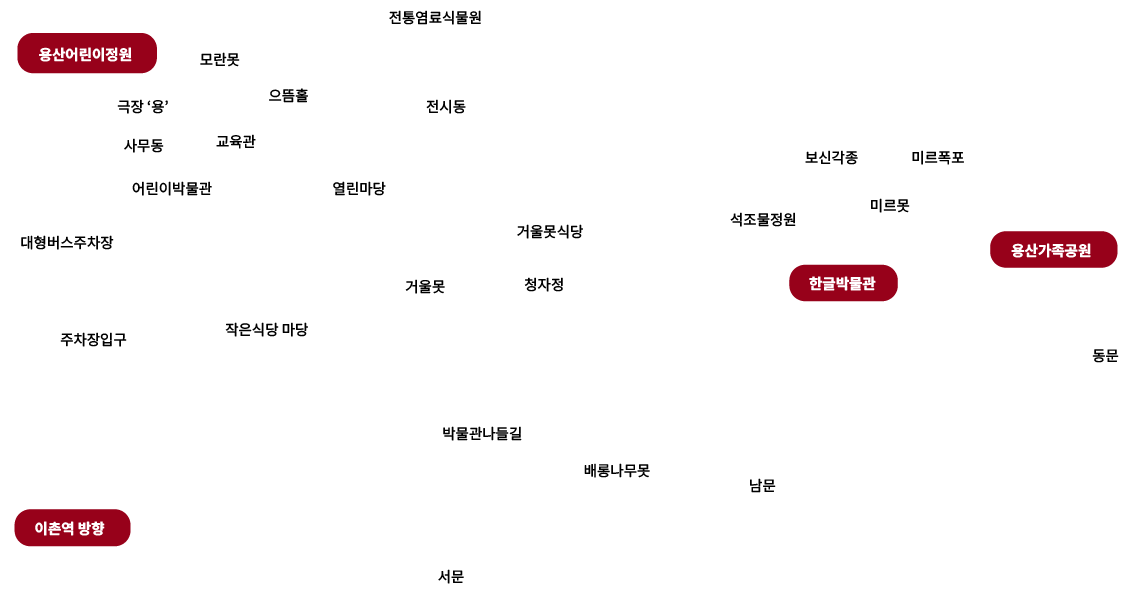 전통염료식물원
용산어린이정원
모란못
으뜸홀
극장 ‘용’
전시동
사무동
교육관
보신각종
미르폭포
어린이박물관
열린마당
미르못
석조물정원
거울못식당
대형버스주차장
용산가족공원
한글박물관
거울못
청자정
작은식당 마당
주차장입구
동문
박물관나들길
배롱나무못
남문
이촌역 방향
서문